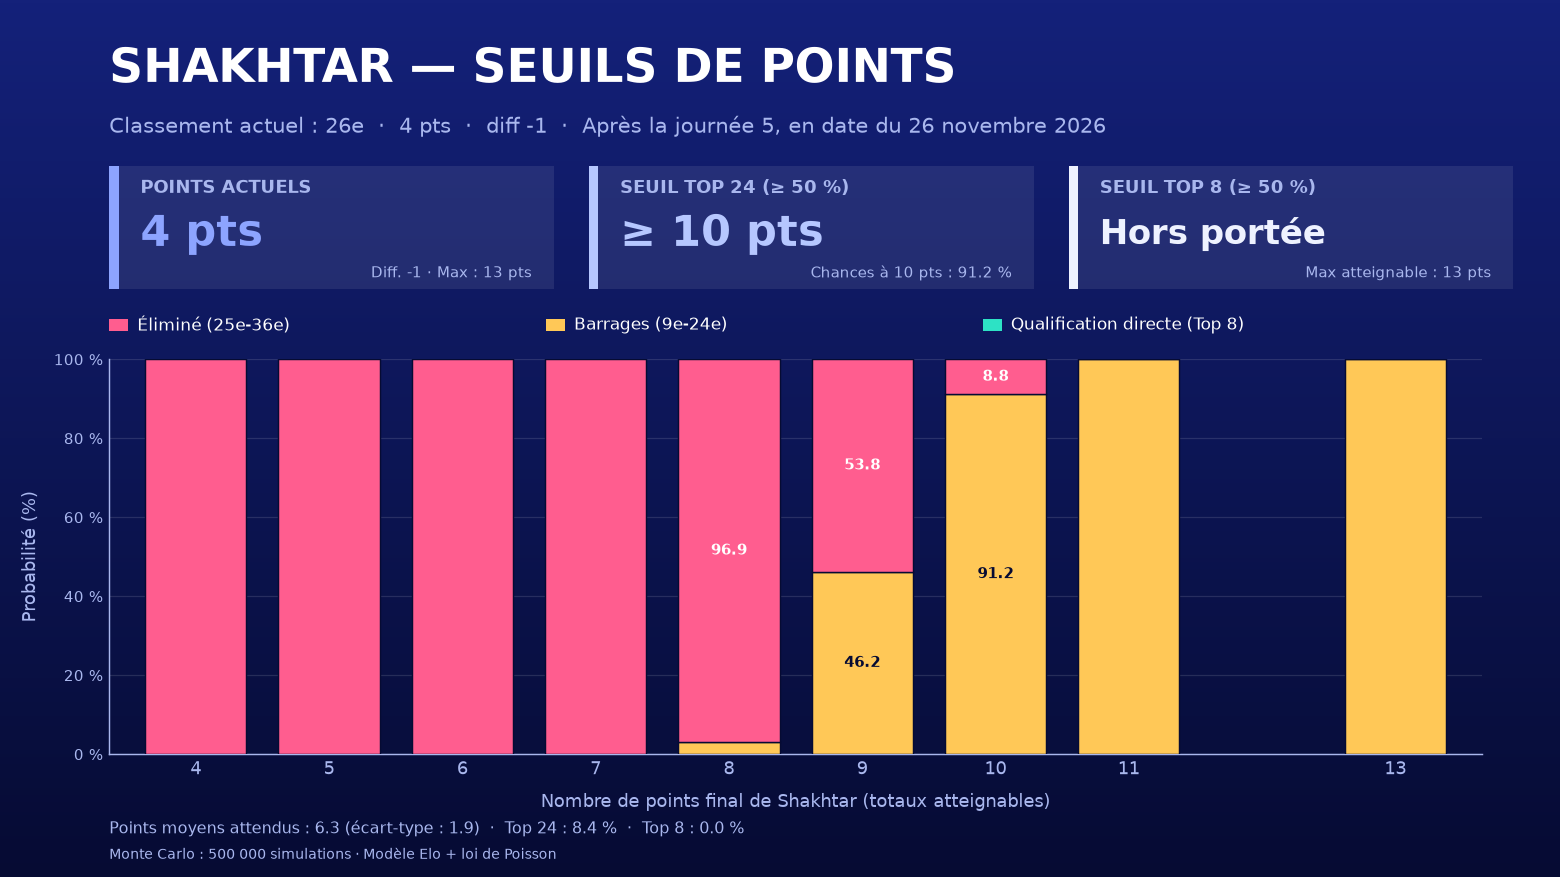 SHAKHTAR — SEUILS DE POINTS
Classement actuel : 26e · 4 pts · diff -1 · Après la journée 5, en date du 26 novembre 2026
POINTS ACTUELS
4 pts
Diff. -1 · Max : 13 pts
SEUIL TOP 24 (≥ 50 %)
≥ 10 pts
Chances à 10 pts : 91.2 %
SEUIL TOP 8 (≥ 50 %)
Hors portée
Max atteignable : 13 pts
Éliminé (25e-36e)
Barrages (9e-24e)
Qualification directe (Top 8)
Probabilité (%)
100 %
80 %
60 %
40 %
20 %
0 %
96.9
53.8
46.2
8.8
91.2
4 5 6 7 8 9 10 11 13
Nombre de points final de Shakhtar (totaux atteignables)
Points moyens attendus : 6.3 (écart-type : 1.9) · Top 24 : 8.4 % · Top 8 : 0.0 %
Monte Carlo : 500 000 simulations · Modèle Elo + loi de Poisson